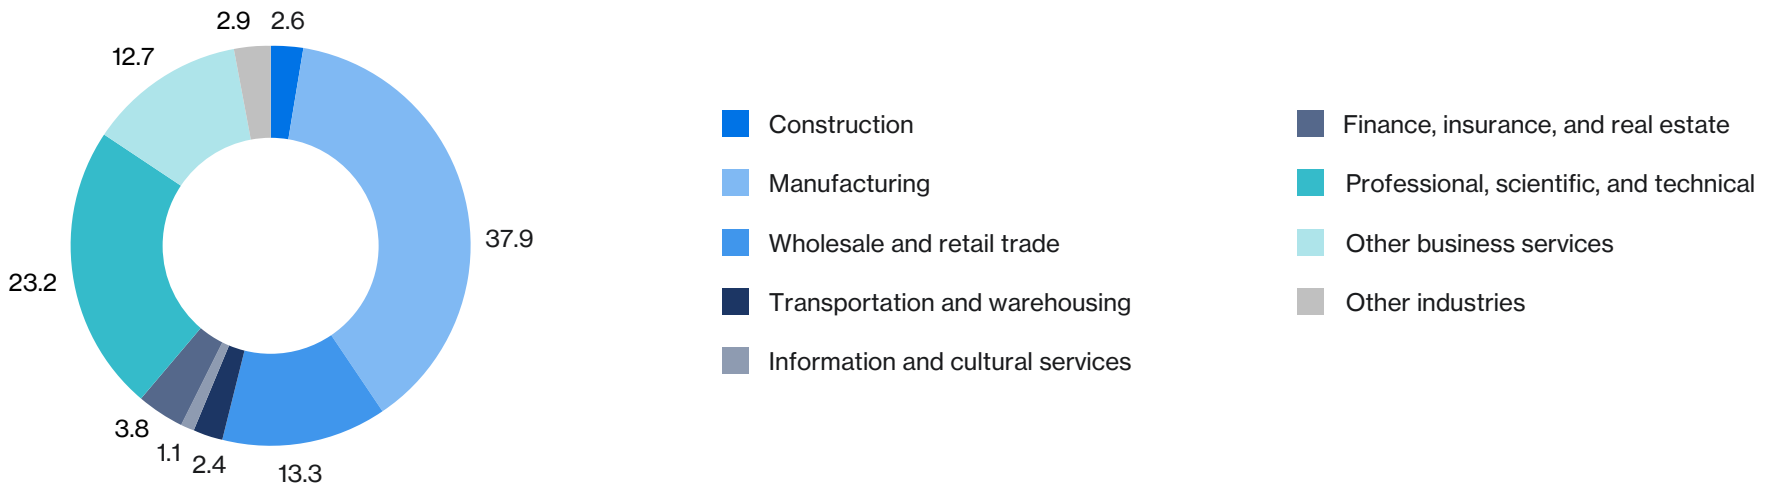 2.9 2.6
12.7
37.9
23.2
3.8
1.1
2.4
13.3
Construction
Manufacturing
Wholesale and retail trade
Transportation and warehousing
Information and cultural services
Finance, insurance, and real estate
Professional, scientific, and technical
Other business services
Other industries